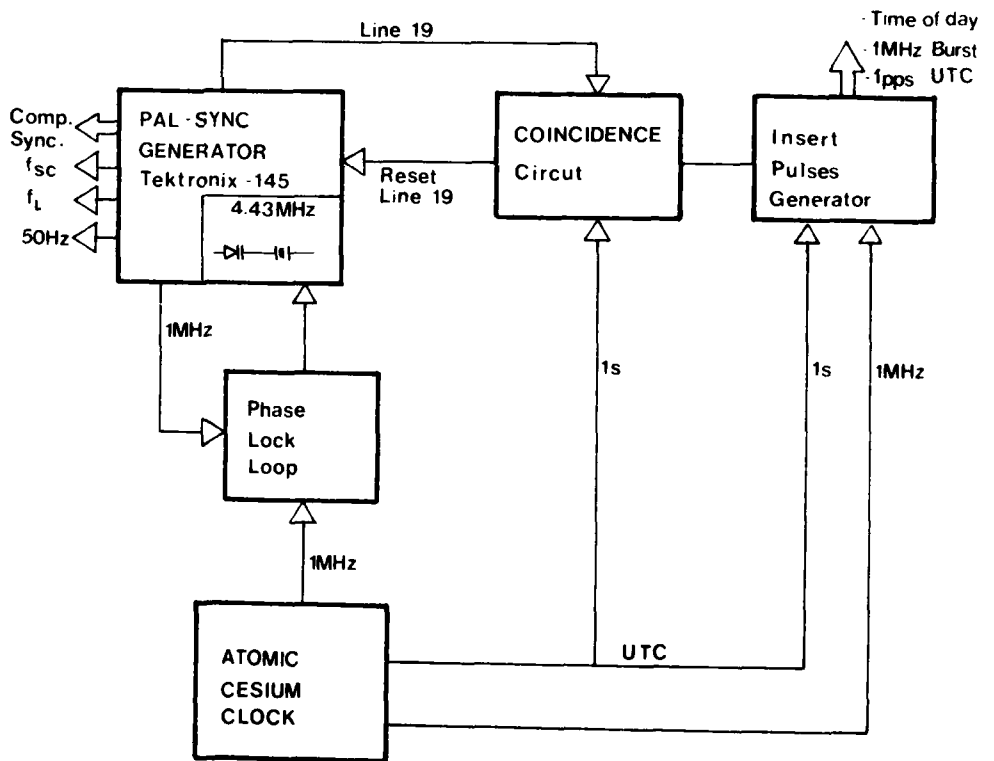 Line 19
· Time of day
· 1MHz Burst
· 1pps UTC
Comp.
Sync.
fsc
fL
50Hz
PAL - SYNC
GENERATOR
Tektronix - 145
4.43MHz
Reset
Line 19
COINCIDENCE
Circut
Insert
Pulses
Generator
1MHz
1s
1s
1MHz
Phase
Lock
Loop
1MHz
UTC
ATOMIC
CESIUM
CLOCK